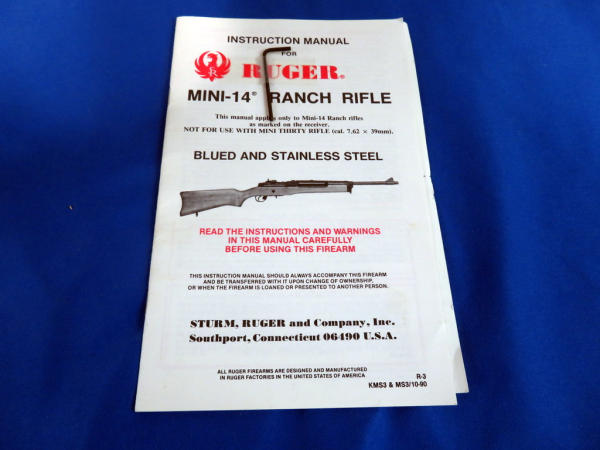 INSTRUCTION MANUAL
FOR
RUGER®
MINI-14® RANCH RIFLE
This manual applies only to Mini-14 Ranch rifles
as marked on the receiver.
NOT FOR USE WITH MINI THIRTY RIFLE (cal. 7.62 × 39mm).
BLUED AND STAINLESS STEEL
READ THE INSTRUCTIONS AND WARNINGS
IN THIS MANUAL CAREFULLY
BEFORE USING THIS FIREARM
THIS INSTRUCTION MANUAL SHOULD ALWAYS ACCOMPANY THIS FIREARM
AND BE TRANSFERRED WITH IT UPON CHANGE OF OWNERSHIP,
OR WHEN THE FIREARM IS LOANED OR PRESENTED TO ANOTHER PERSON.
STURM, RUGER and Company, Inc.
Southport, Connecticut 06490 U.S.A.
ALL RUGER FIREARMS ARE DESIGNED AND MANUFACTURED
IN RUGER FACTORIES IN THE UNITED STATES OF AMERICA
R-3
KMS3 & MS3/10-90